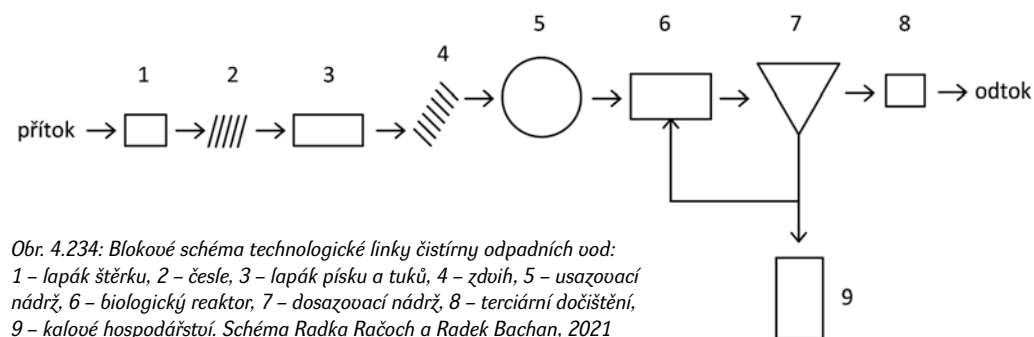 1
2
3
4
5
6
7
8
přítok
odtok
Obr. 4.234: Blokové schéma technologické linky čistírny odpadních vod:
1 – lapák štěrku, 2 – česle, 3 – lapák písku a tuků, 4 – zdvih, 5 – usazovací
nádrž, 6 – biologický reaktor, 7 – dosazovací nádrž, 8 – terciární dočištění,
9 – kalové hospodářství. Schéma Radka Račoch a Radek Bachan, 2021
9